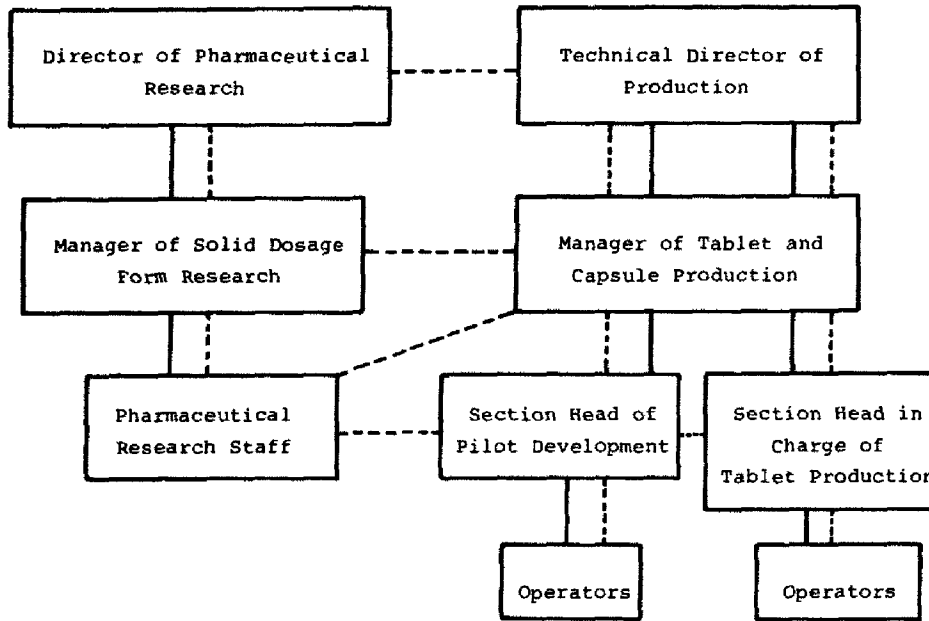 Director of Pharmaceutical
Research
Technical Director of
Production
Manager of Solid Dosage
Form Research
Manager of Tablet and
Capsule Production
Pharmaceutical
Research Staff
Section Head of
Pilot Development
Section Head in
Charge of
Tablet Production
Operators
Operators